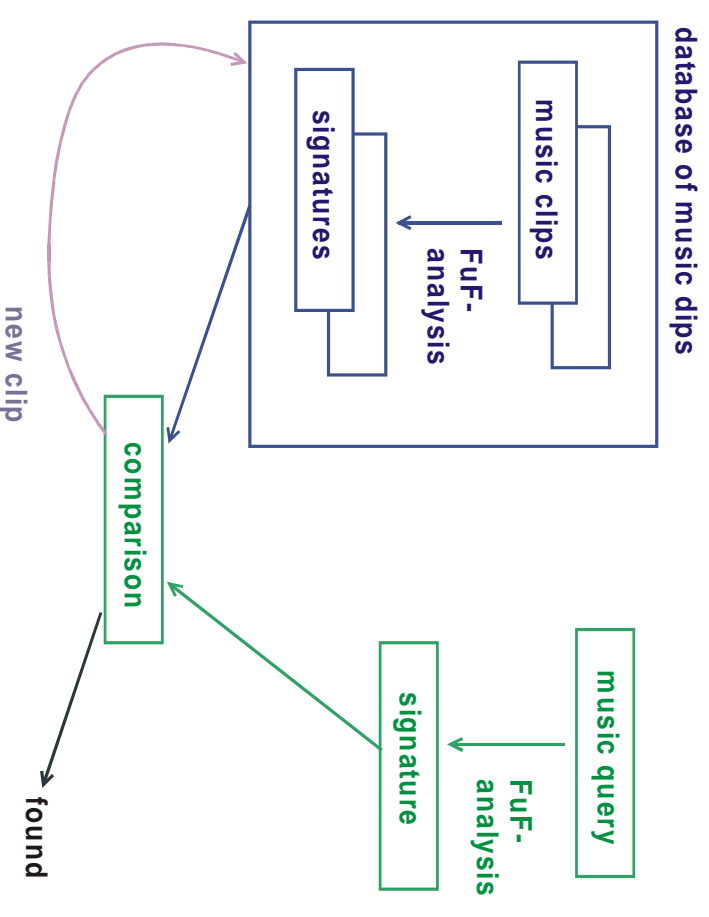 database of music dips
music clips
FuF-
analysis
signatures
music query
FuF-
analysis
signature
comparison
new clip
found